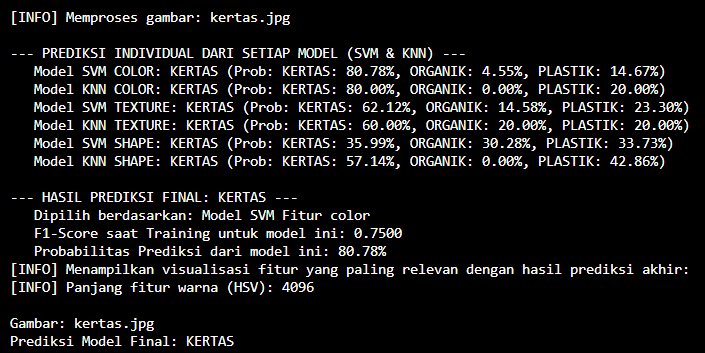 [INFO] Memproses gambar: kertas.jpg
--- PREDIKSI INDIVIDUAL DARI SETIAP MODEL (SVM & KNN) ---
Model SVM COLOR: KERTAS (Prob: KERTAS: 80.78%, ORGANIK: 4.55%, PLASTIK: 14.67%)
Model KNN COLOR: KERTAS (Prob: KERTAS: 80.00%, ORGANIK: 0.00%, PLASTIK: 20.00%)
Model SVM TEXTURE: KERTAS (Prob: KERTAS: 62.12%, ORGANIK: 14.58%, PLASTIK: 23.30%)
Model KNN TEXTURE: KERTAS (Prob: KERTAS: 60.00%, ORGANIK: 20.00%, PLASTIK: 20.00%)
Model SVM SHAPE: KERTAS (Prob: KERTAS: 35.99%, ORGANIK: 30.28%, PLASTIK: 33.73%)
Model KNN SHAPE: KERTAS (Prob: KERTAS: 57.14%, ORGANIK: 0.00%, PLASTIK: 42.86%)
--- HASIL PREDIKSI FINAL: KERTAS ---
Dipilih berdasarkan: Model SVM Fitur color
F1-Score saat Training untuk model ini: 0.7500
Probabilitas Prediksi dari model ini: 80.78%
[INFO] Menampilkan visualisasi fitur yang paling relevan dengan hasil prediksi akhir:
[INFO] Panjang fitur warna (HSV): 4096
Gambar: kertas.jpg
Prediksi Model Final: KERTAS